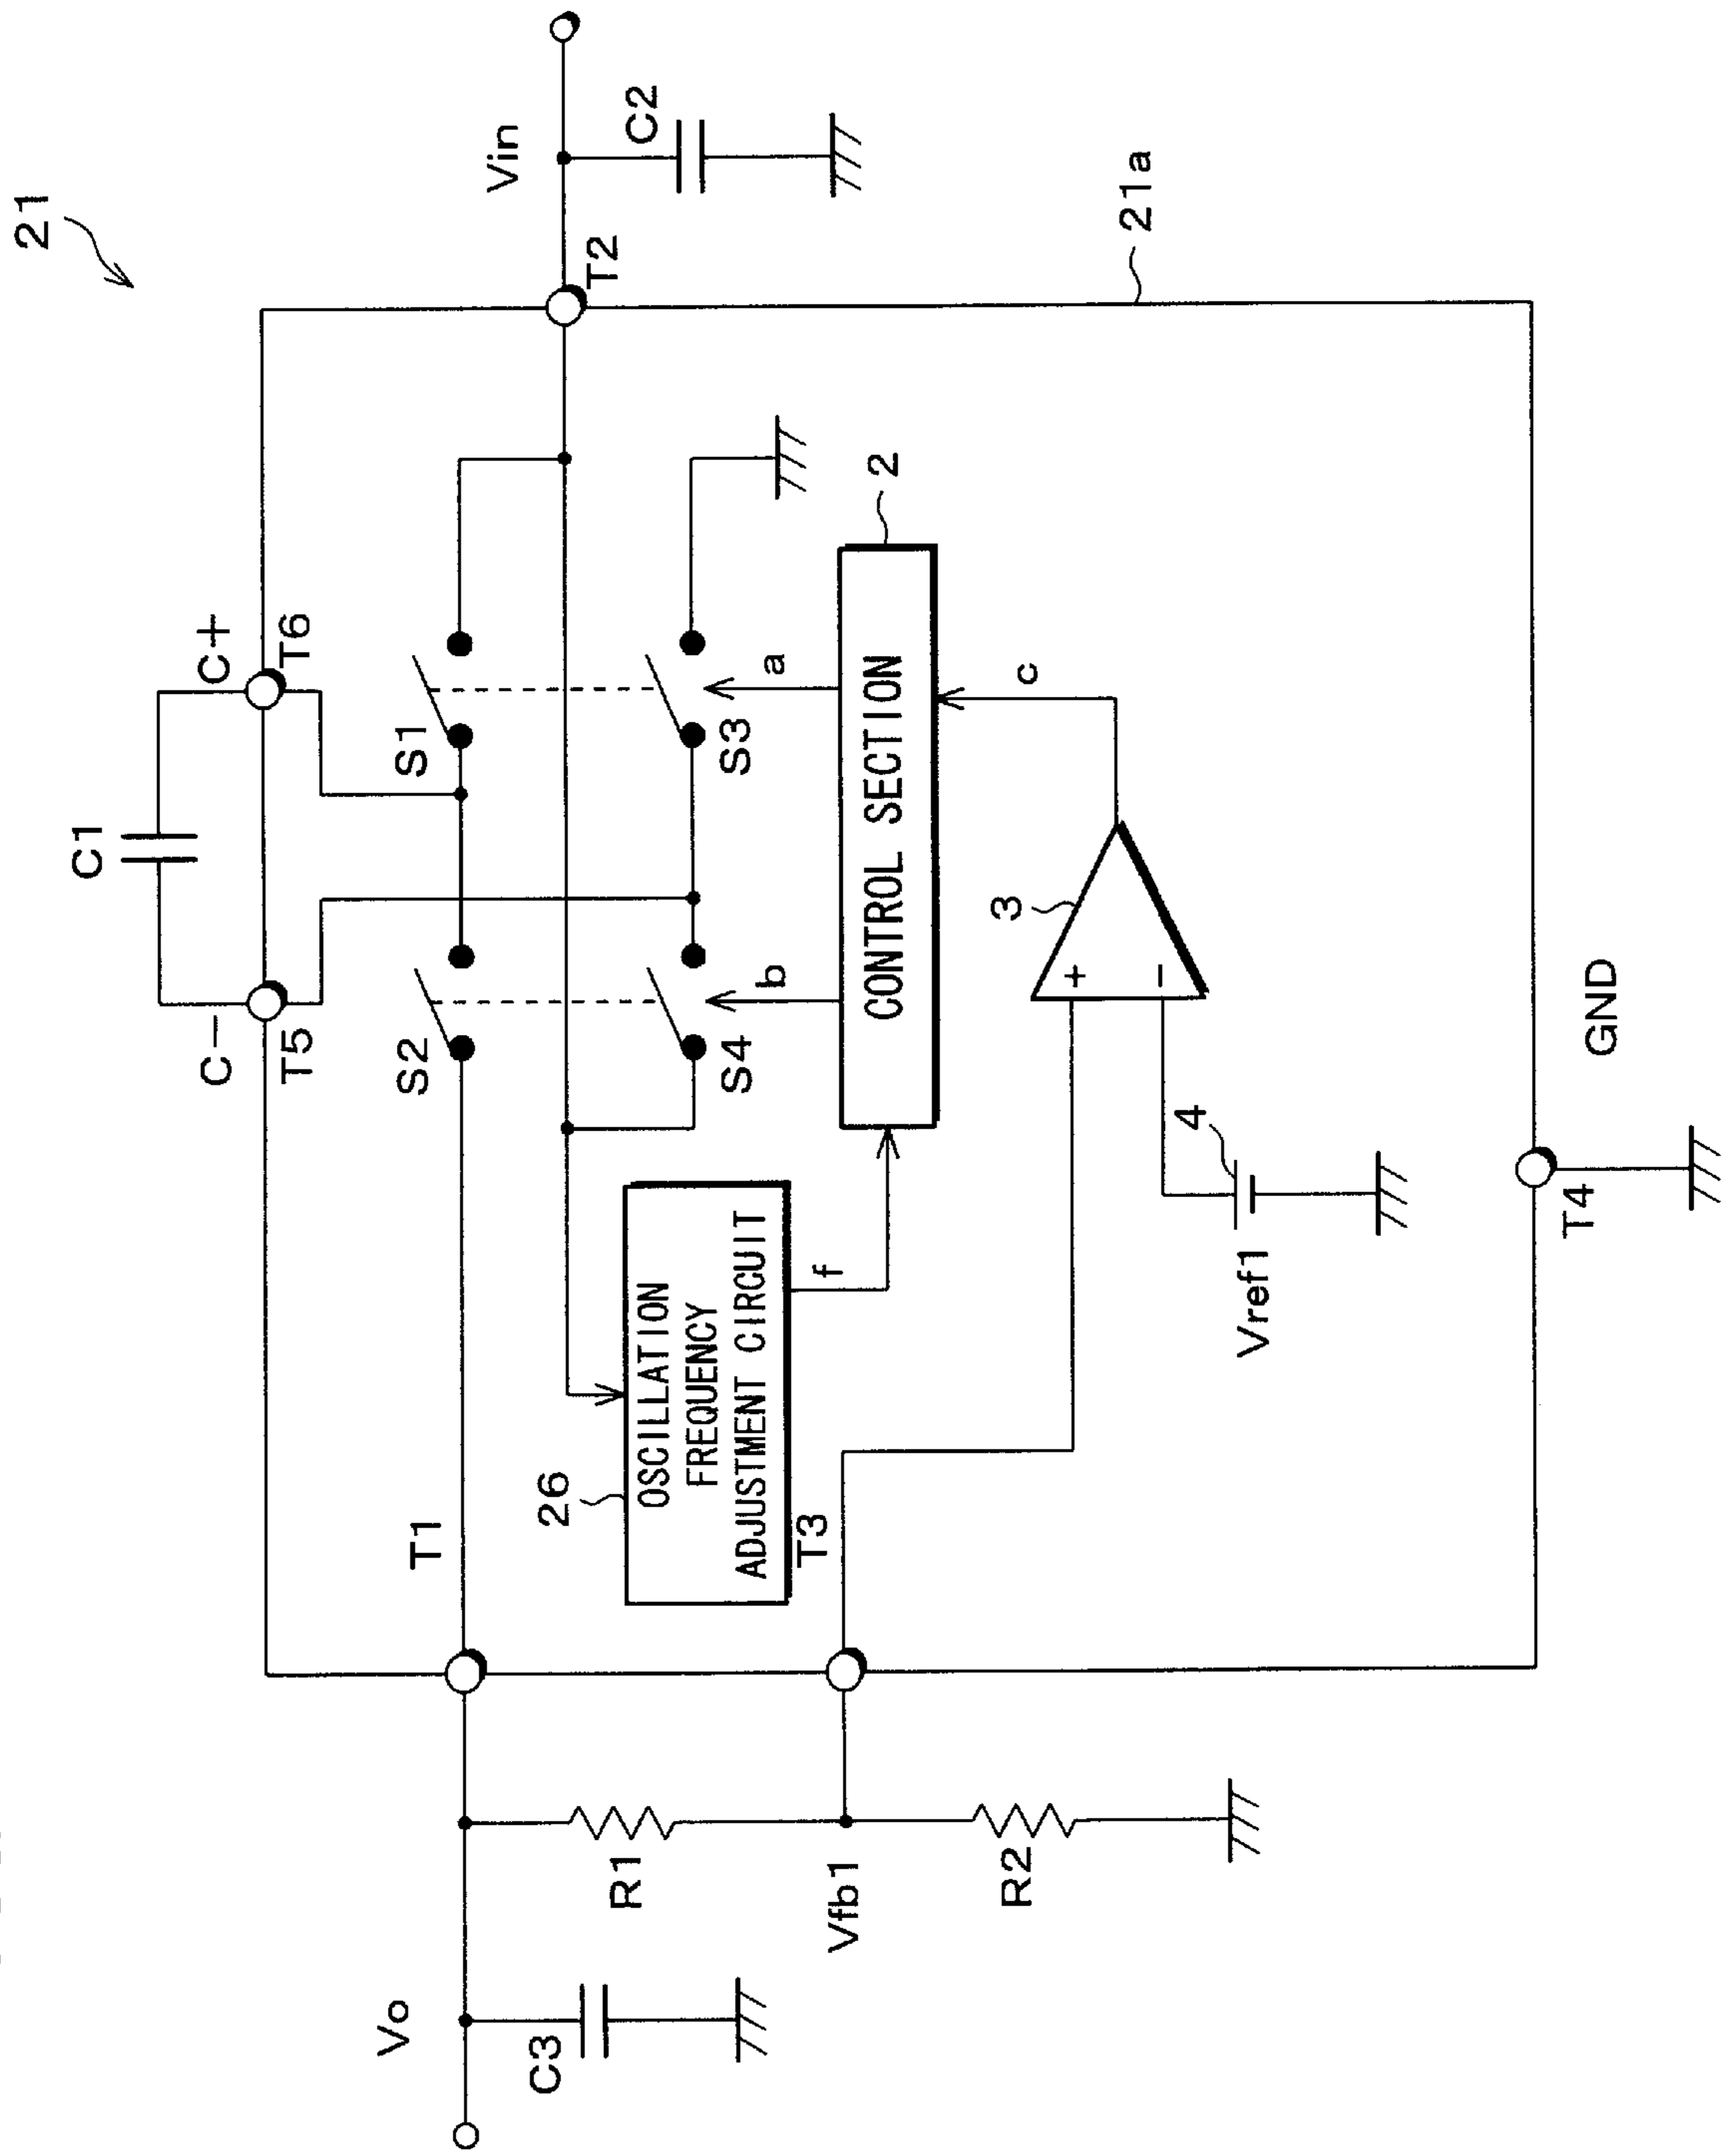 21
C1
C-
C+
T5
T6
Vin
C2
T2
S2
S1
T1
Vo
C3
S4
S3
b
a
26
OSCILLATION
FREQUENCY
ADJUSTMENT CIRCUIT
f
CONTROL SECTION
2
T3
R1
Vfb1
R2
c
3
+
-
4
Vref1
21a
T4
GND